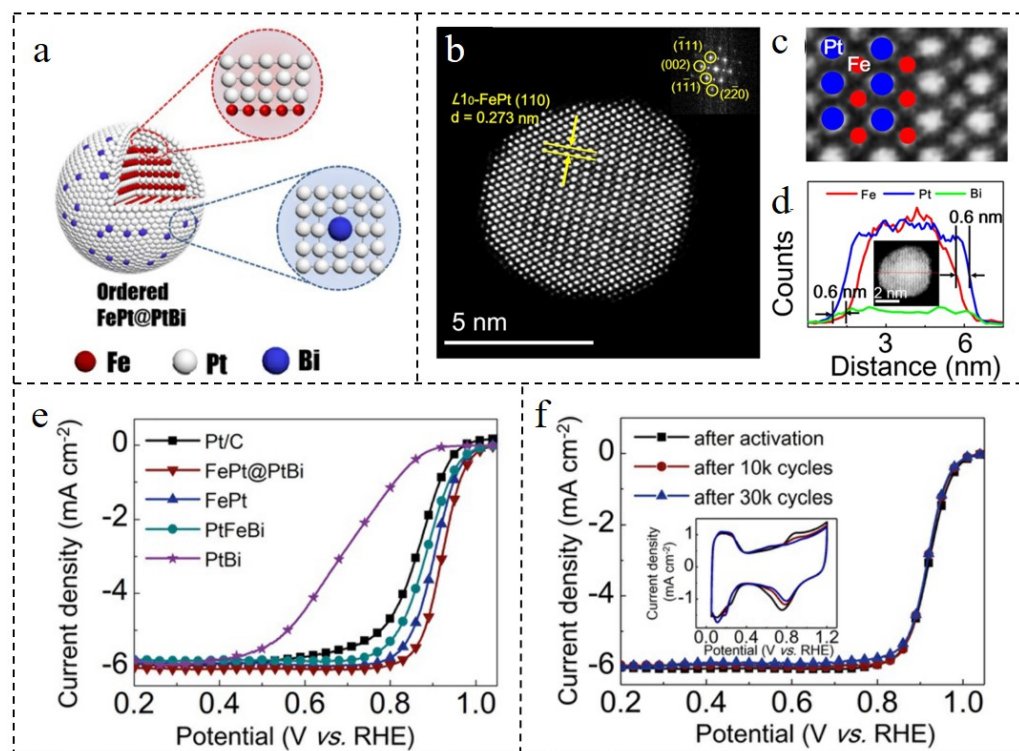 a
Ordered
FePt@PtBi
Fe Pt Bi
b
L1₀-FePt (110)
d = 0.273 nm
(1̄11)
(002)
(11̄1)
(22̄0)
5 nm
c
Pt
Fe
d
Fe Pt Bi
Counts
0.6 nm
0.6 nm
2 nm
3 6
Distance (nm)
e
Current density (mA cm⁻²)
0
-2
-4
-6
Pt/C
FePt@PtBi
FePt
PtFeBi
PtBi
0.2 0.4 0.6 0.8 1.0
Potential (V vs. RHE)
f
Current density (mA cm⁻²)
0
-2
-4
-6
after activation
after 10k cycles
after 30k cycles
Current density
(mA cm⁻²)
1
0
-1
0.0 0.4 0.8 1.2
Potential (V vs. RHE)
0.2 0.4 0.6 0.8 1.0
Potential (V vs. RHE)